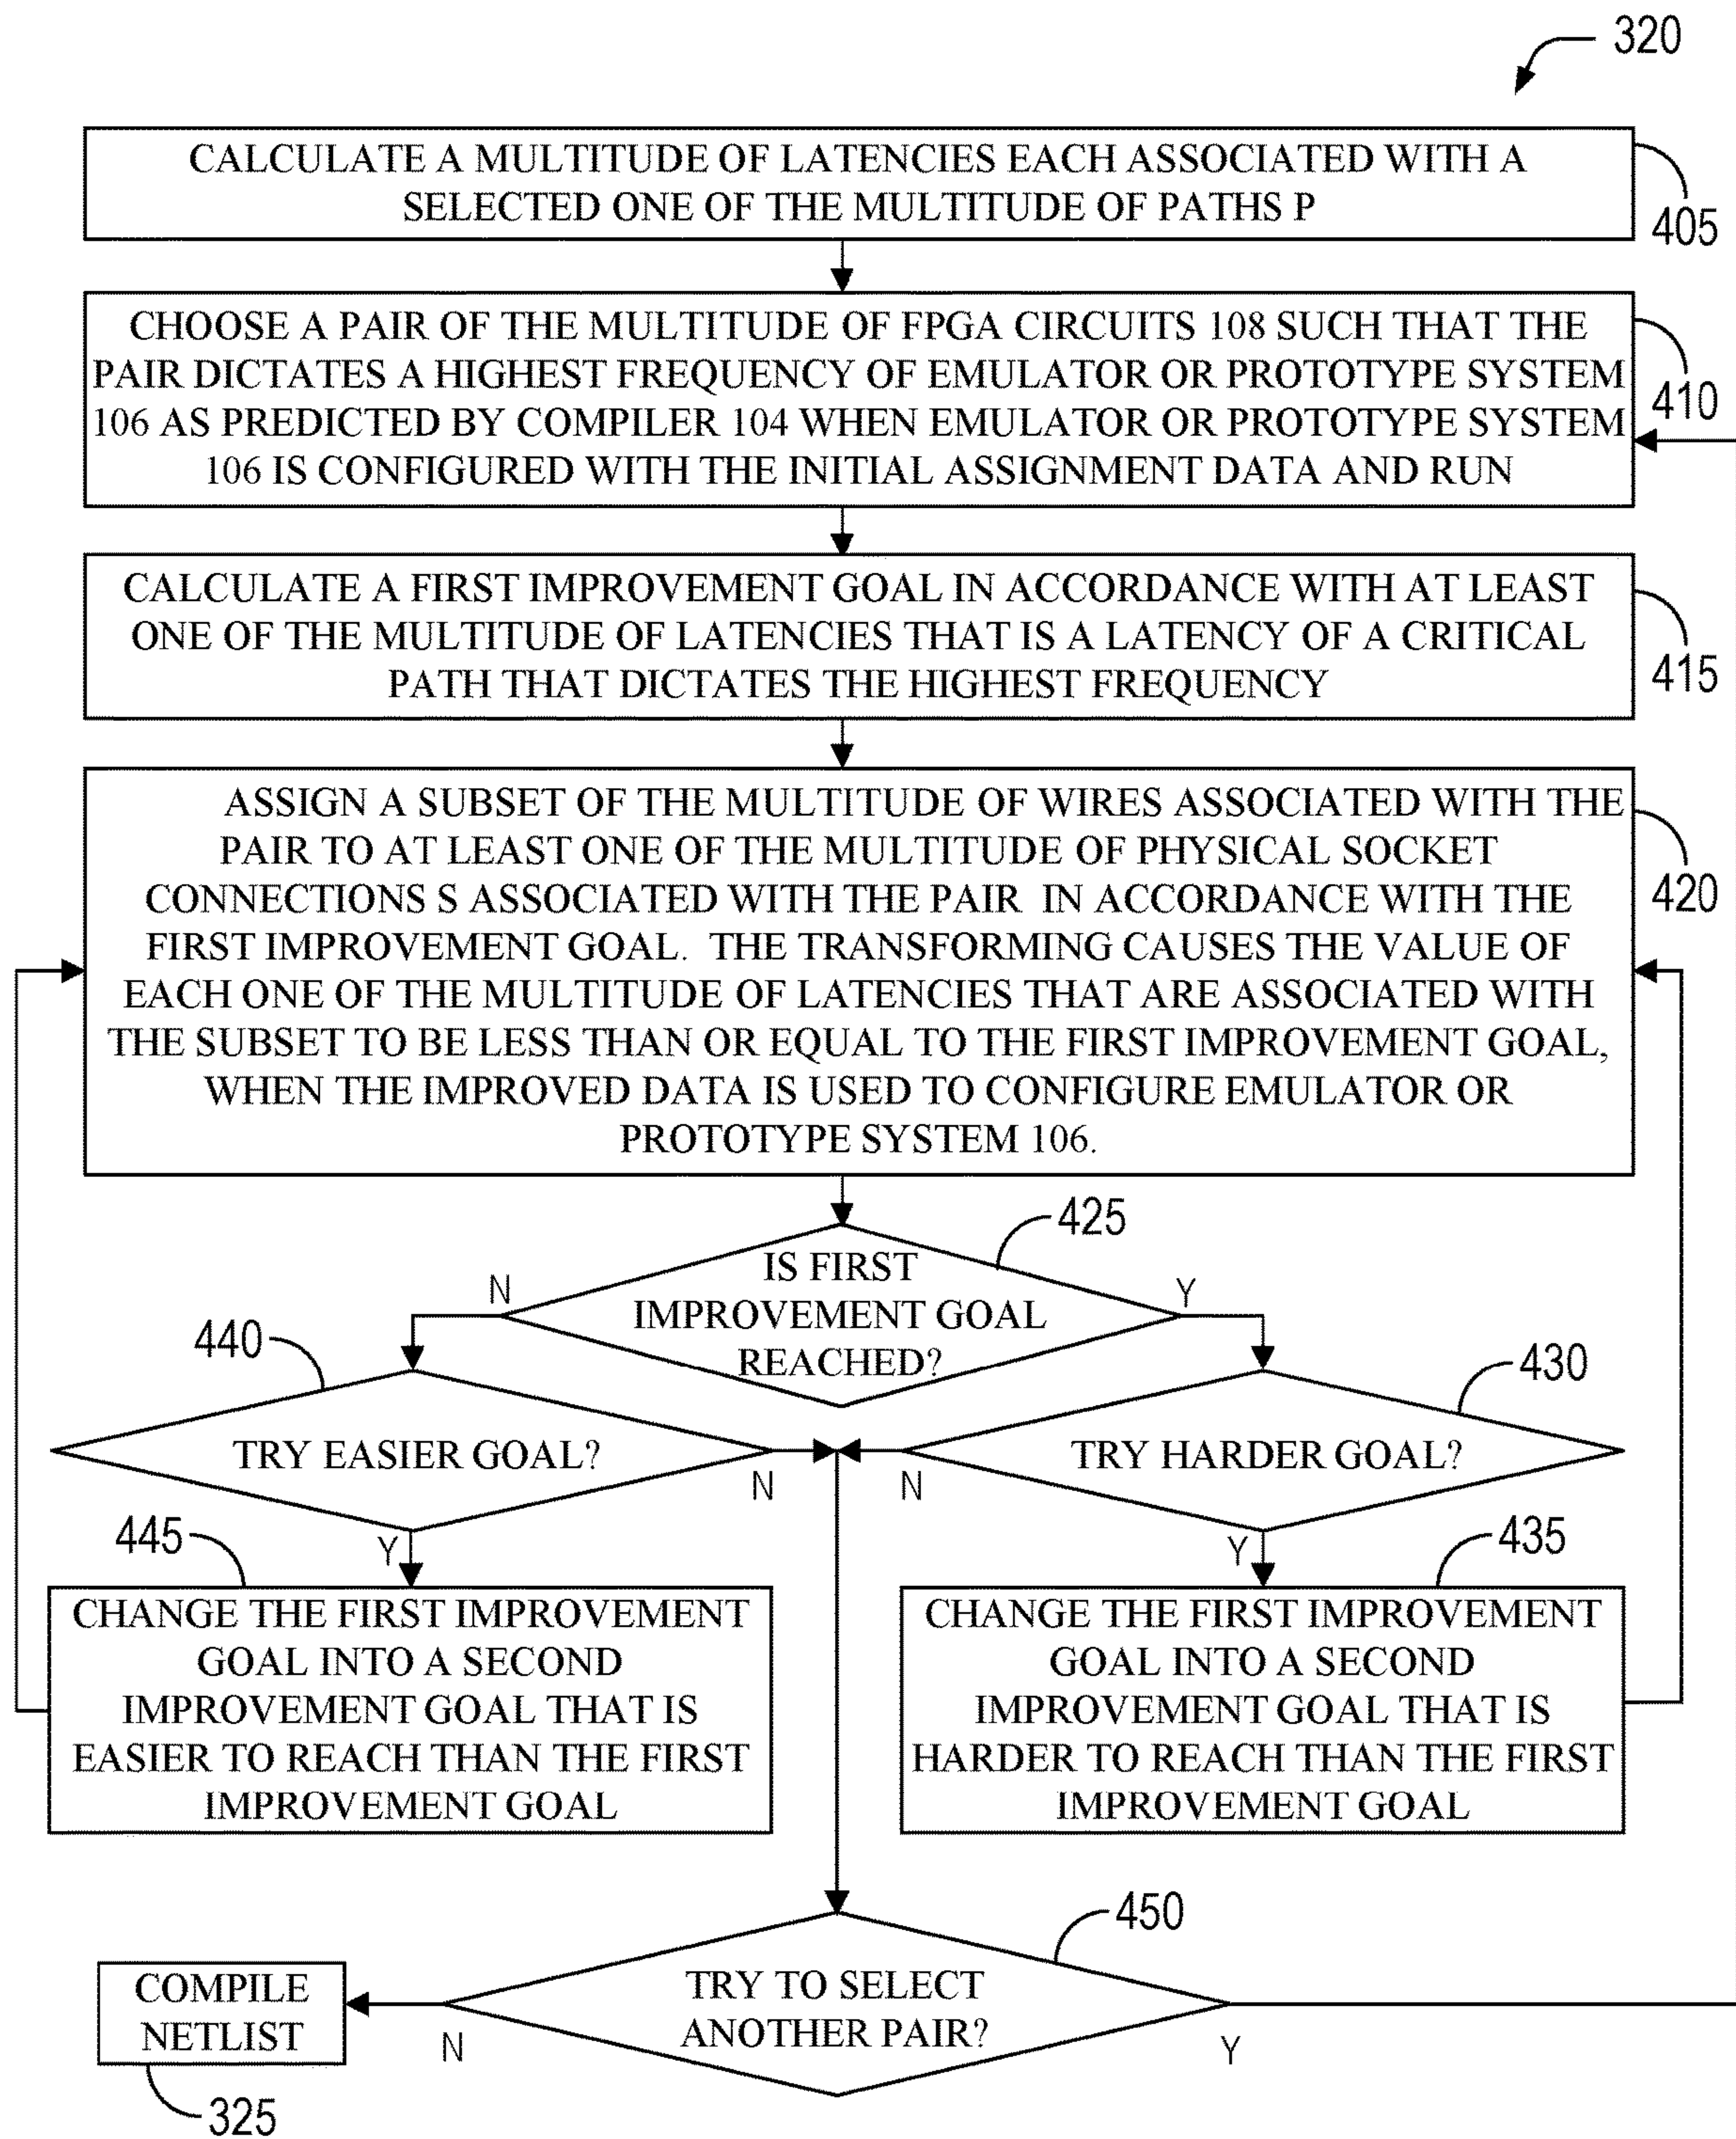 320
CALCULATE A MULTITUDE OF LATENCIES EACH ASSOCIATED WITH A
SELECTED ONE OF THE MULTITUDE OF PATHS P
405
CHOOSE A PAIR OF THE MULTITUDE OF FPGA CIRCUITS 108 SUCH THAT THE
PAIR DICTATES A HIGHEST FREQUENCY OF EMULATOR OR PROTOTYPE SYSTEM
106 AS PREDICTED BY COMPILER 104 WHEN EMULATOR OR PROTOTYPE SYSTEM
106 IS CONFIGURED WITH THE INITIAL ASSIGNMENT DATA AND RUN
410
CALCULATE A FIRST IMPROVEMENT GOAL IN ACCORDANCE WITH AT LEAST
ONE OF THE MULTITUDE OF LATENCIES THAT IS A LATENCY OF A CRITICAL
PATH THAT DICTATES THE HIGHEST FREQUENCY
415
ASSIGN A SUBSET OF THE MULTITUDE OF WIRES ASSOCIATED WITH THE
PAIR TO AT LEAST ONE OF THE MULTITUDE OF PHYSICAL SOCKET
CONNECTIONS S ASSOCIATED WITH THE PAIR IN ACCORDANCE WITH THE
FIRST IMPROVEMENT GOAL. THE TRANSFORMING CAUSES THE VALUE OF
EACH ONE OF THE MULTITUDE OF LATENCIES THAT ARE ASSOCIATED WITH
THE SUBSET TO BE LESS THAN OR EQUAL TO THE FIRST IMPROVEMENT GOAL,
WHEN THE IMPROVED DATA IS USED TO CONFIGURE EMULATOR OR
PROTOTYPE SYSTEM 106.
420
425
IS FIRST
IMPROVEMENT GOAL
REACHED?
N
Y
440
430
TRY EASIER GOAL?
N
Y
TRY HARDER GOAL?
N
Y
445
435
CHANGE THE FIRST IMPROVEMENT
GOAL INTO A SECOND
IMPROVEMENT GOAL THAT IS
EASIER TO REACH THAN THE FIRST
IMPROVEMENT GOAL
CHANGE THE FIRST IMPROVEMENT
GOAL INTO A SECOND
IMPROVEMENT GOAL THAT IS
HARDER TO REACH THAN THE FIRST
IMPROVEMENT GOAL
450
TRY TO SELECT
ANOTHER PAIR?
N
Y
COMPILE
NETLIST
325